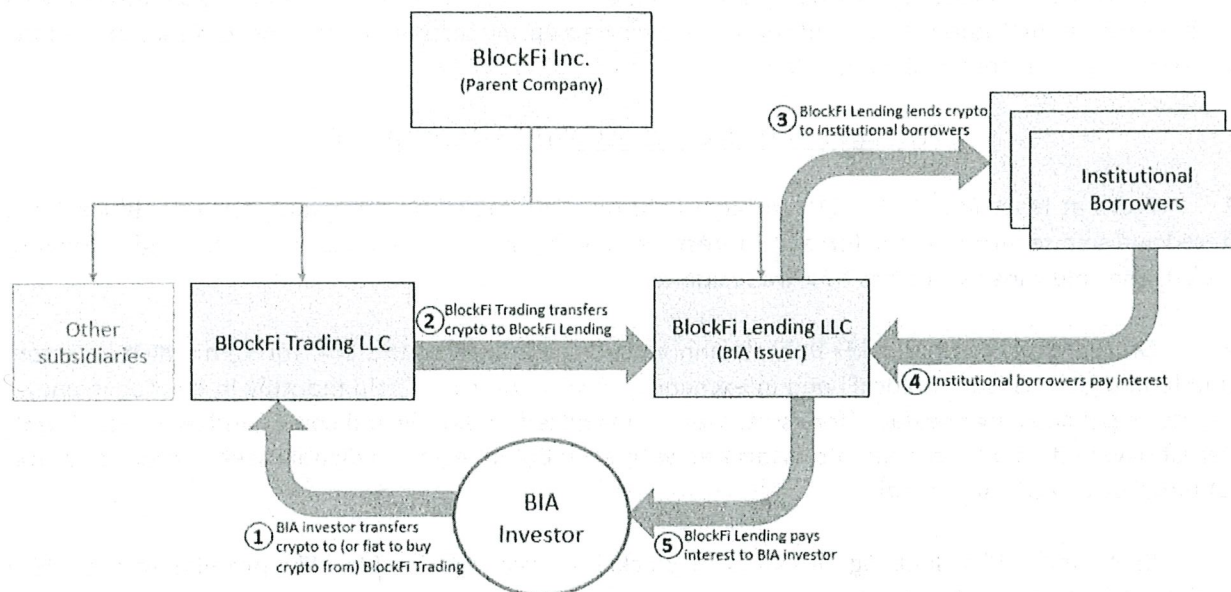 BlockFi Inc.
(Parent Company)
③ BlockFi Lending lends crypto
to institutional borrowers
Institutional
Borrowers
Other
subsidiaries
BlockFi Trading LLC
② BlockFi Trading transfers
crypto to BlockFi Lending
BlockFi Lending LLC
(BIA Issuer)
④ Institutional borrowers pay interest
① BIA investor transfers
crypto to (or fiat to buy
crypto from) BlockFi Trading
BIA
Investor
⑤ BlockFi Lending pays
interest to BIA investor